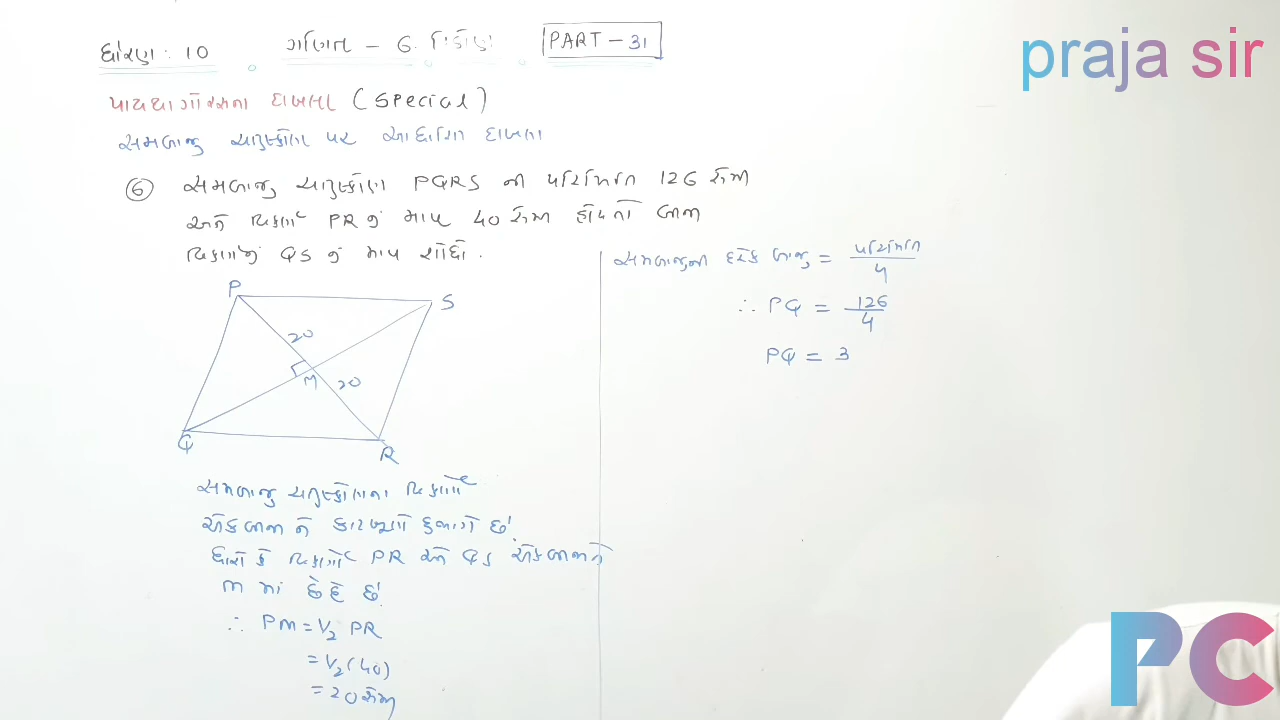 praja sir
ધોરણ : 10 ગણિત - 6. ત્રિકોણ PART - 31
પાયથાગોરસના દાખલા (Special)
સમબાજુ ચતુષ્કોણ પર આધારિત દાખલા
⑥ સમબાજુ ચતુષ્કોણ PQRS ની પરિમિતિ 126 સેમી
અને વિકર્ણ PR નું માપ 40 સેમી હોય તો બીજા
વિકર્ણનું QS નું માપ શોધો.
P
S
20
M 20
Q
R
સમબાજુ ચતુષ્કોણના વિકર્ણો
એકબીજાને કાટખૂણે દુભાગે છે.
ધારો કે વિકર્ણો PR અને QS એકબીજાને
M માં છેદે છે.
∴ PM = 1/2 PR
= 1/2 (40)
= 20 સેમી
સમબાજુની દરેક બાજુ = પરિમિતિ/4
∴ PQ = 126/4
PQ = 3
PC